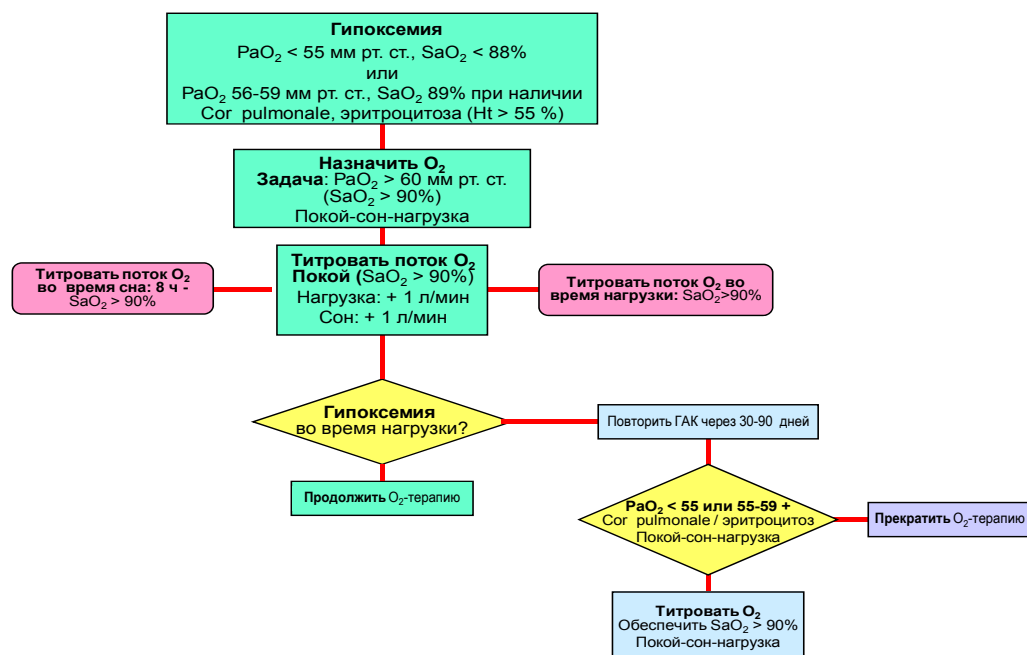 Гипоксемия
PaO₂ < 55 мм рт. ст., SaO₂ < 88%
или
PaO₂ 56-59 мм рт. ст., SaO₂ 89% при наличии
Cor pulmonale, эритроцитоза (Ht > 55 %)
Назначить O₂
Задача: PaO₂ > 60 мм рт. ст.
(SaO₂ > 90%)
Покой-сон-нагрузка
Титровать поток O₂
во время сна: 8 ч -
SaO₂ > 90%
Титровать поток O₂
Покой (SaO₂ > 90%)
Нагрузка: + 1 л/мин
Сон: + 1 л/мин
Титровать поток O₂ во
время нагрузки: SaO₂>90%
Гипоксемия
во время нагрузки?
Повторить ГАК через 30-90 дней
Продолжить O₂-терапию
PaO₂ < 55 или 55-59 +
Cor pulmonale / эритроцитоз
Покой-сон-нагрузка
Прекратить O₂-терапию
Титровать O₂
Обеспечить SaO₂ > 90%
Покой-сон-нагрузка